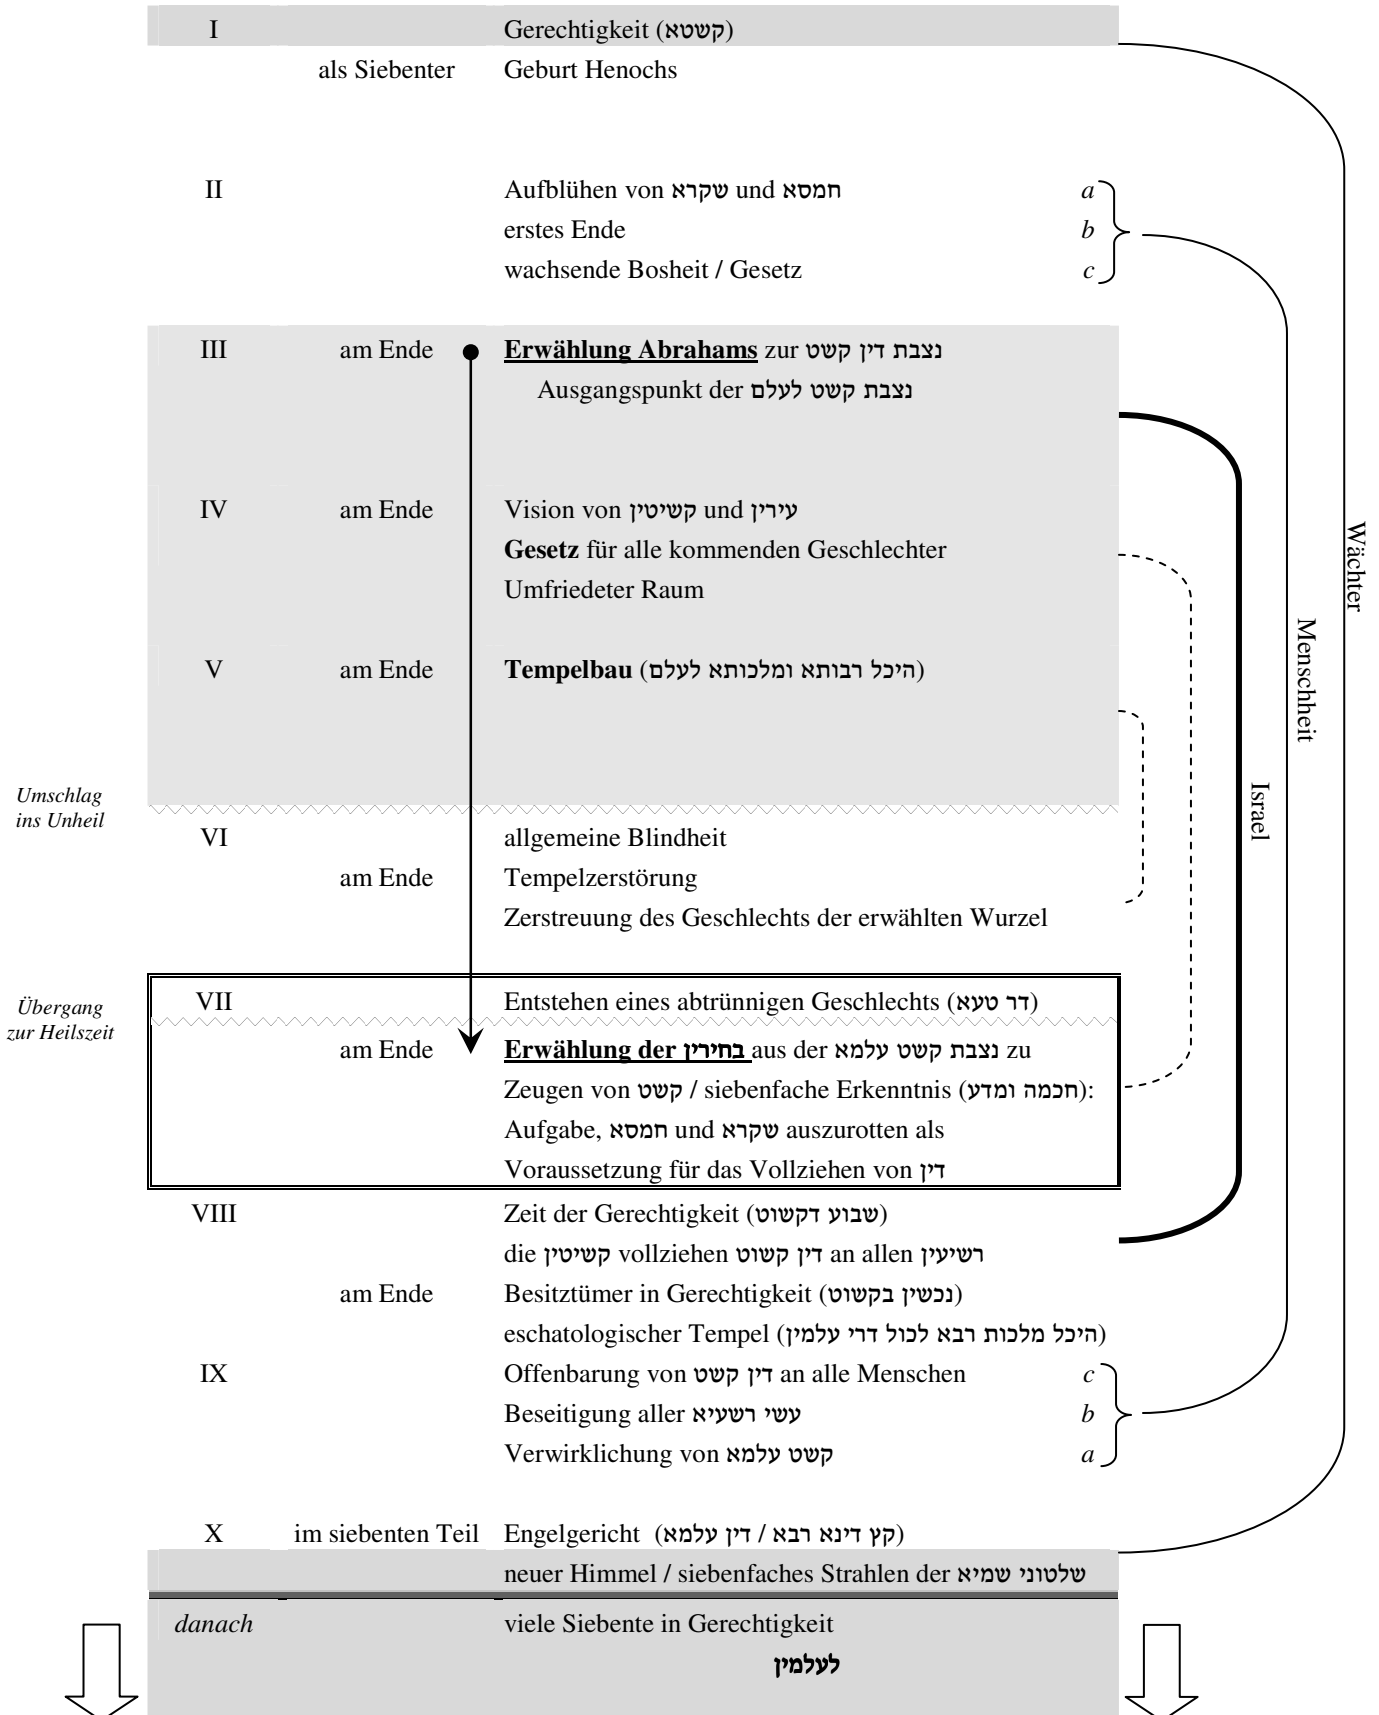 I Gerechtigkeit (קשטא)
als Siebenter Geburt Henochs
II Aufblühen von שקרא und חמסא a
erstes Ende b
wachsende Bosheit / Gesetz c
III am Ende Erwählung Abrahams zur נצבת דין קשט
Ausgangspunkt der נצבת קשט לעלם
IV am Ende Vision von קשיטין und עירין
Gesetz für alle kommenden Geschlechter
Umfriedeter Raum
V am Ende Tempelbau (היכל רבותא ומלכותא לעלם)
Umschlag
ins Unheil
VI allgemeine Blindheit
am Ende Tempelzerstörung
Zerstreuung des Geschlechts der erwählten Wurzel
Übergang
zur Heilszeit
VII Entstehen eines abtrünnigen Geschlechts (דר טעא)
am Ende Erwählung der בחירין aus der נצבת קשט עלמא zu
Zeugen von קשט / siebenfache Erkenntnis (חכמה ומדע):
Aufgabe, חמסא und שקרא auszurotten als
Voraussetzung für das Vollziehen von דין
VIII Zeit der Gerechtigkeit (שבוע דקשוט)
die קשיטין vollziehen דין קשוט an allen רשיעין
am Ende Besitztümer in Gerechtigkeit (נכשין בקשוט)
eschatologischer Tempel (היכל מלכות רבא לכול דרי עלמין)
IX Offenbarung von דין קשט an alle Menschen c
Beseitigung aller עשי רשעיא b
Verwirklichung von קשט עלמא a
X im siebenten Teil Engelgericht (קץ דינא רבא / דין עלמא)
neuer Himmel / siebenfaches Strahlen der שלטוני שמיא
danach viele Siebente in Gerechtigkeit
לעלמין
Israel
Menschheit
Wächter